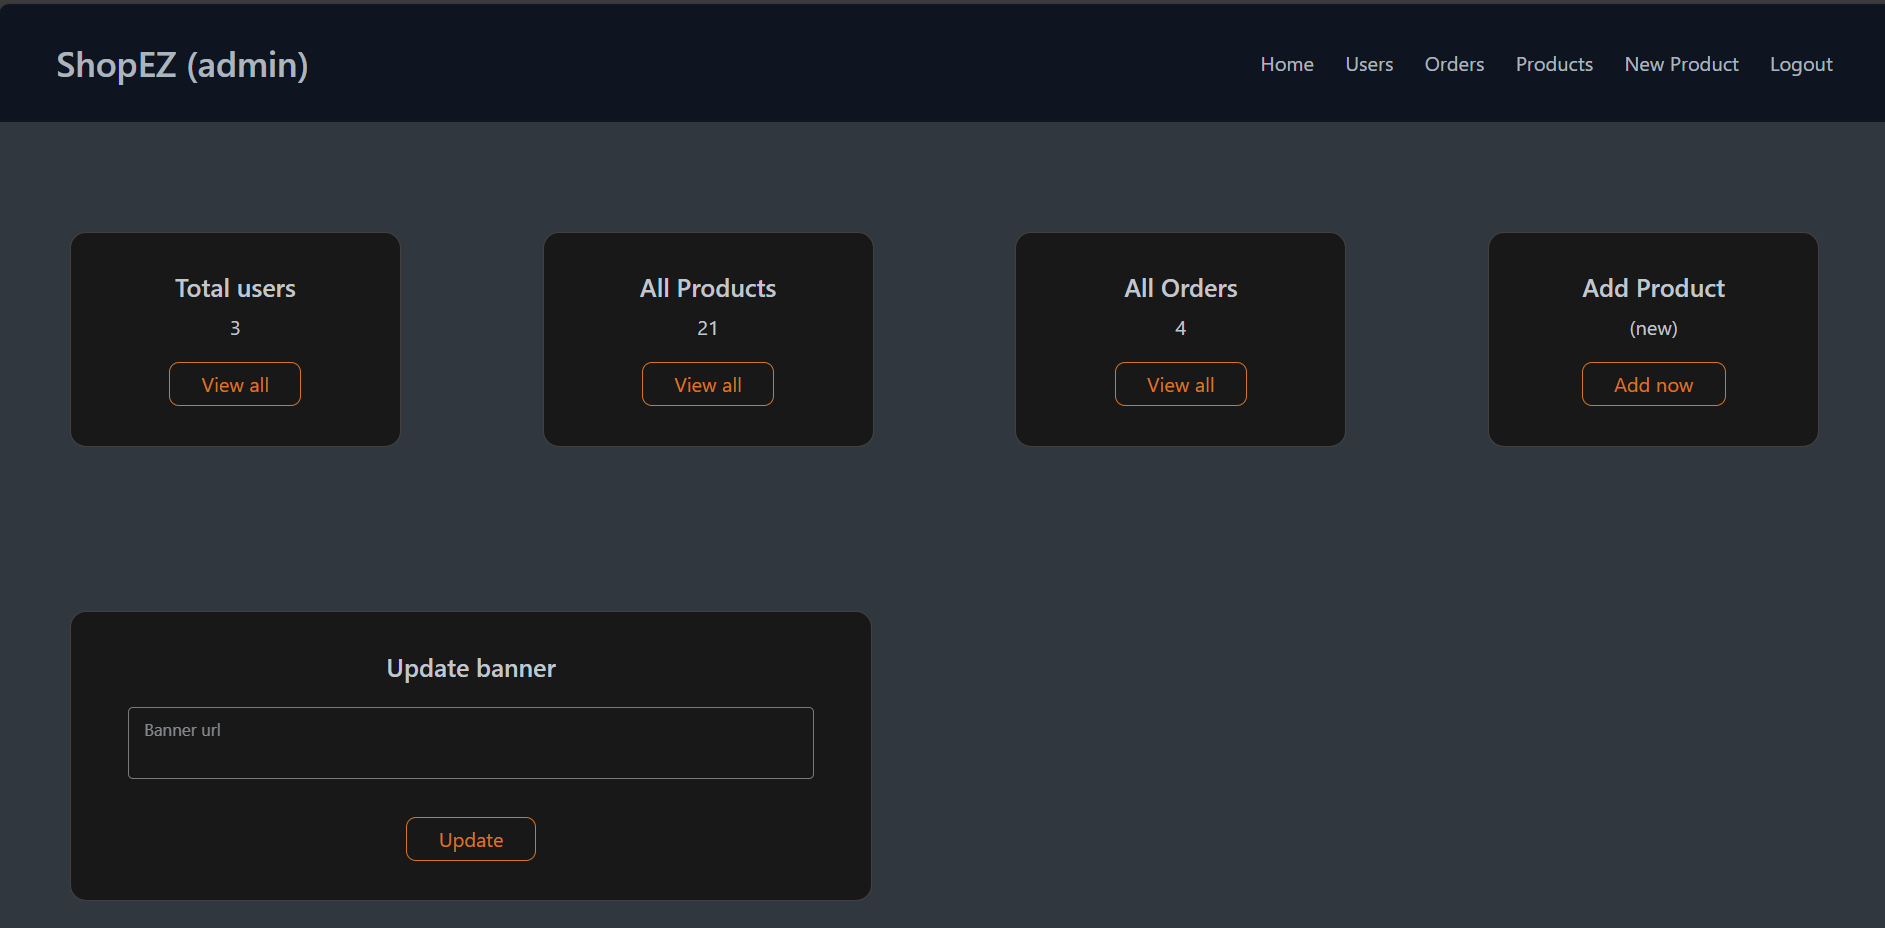 ShopEZ (admin)
Home Users Orders Products New Product Logout
Total users
3
View all
All Products
21
View all
All Orders
4
View all
Add Product
(new)
Add now
Update banner
Banner url
Update